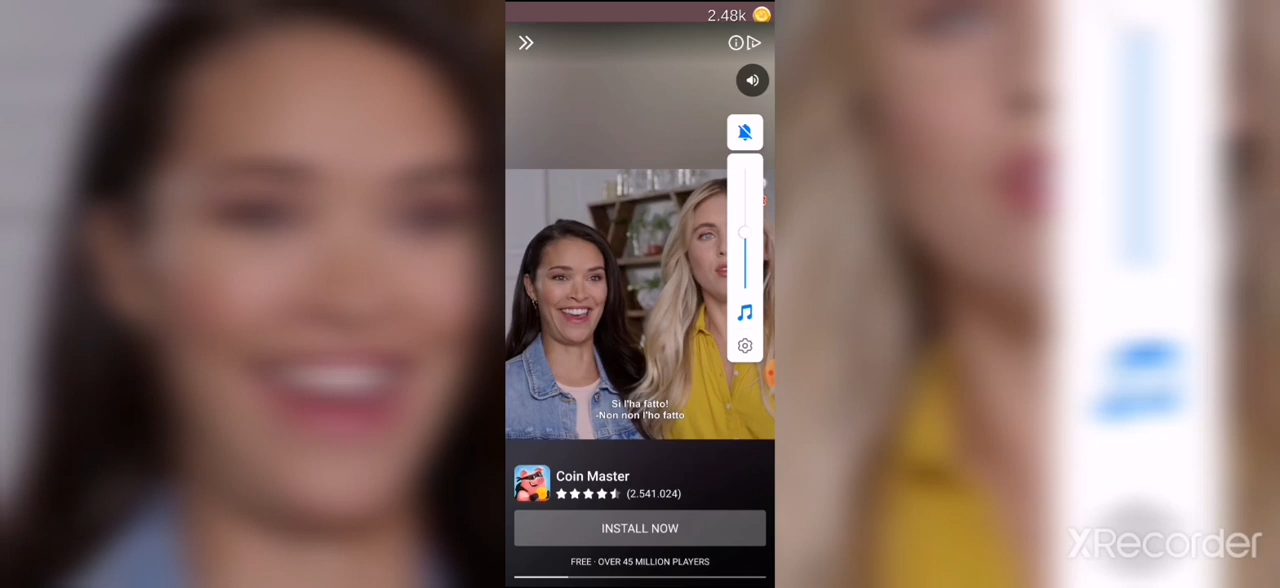 2.48k
Sì l'ha fatto!
-Non non l'ho fatto
Coin Master
(2.541.024)
INSTALL NOW
FREE · OVER 45 MILLION PLAYERS
XRecorder